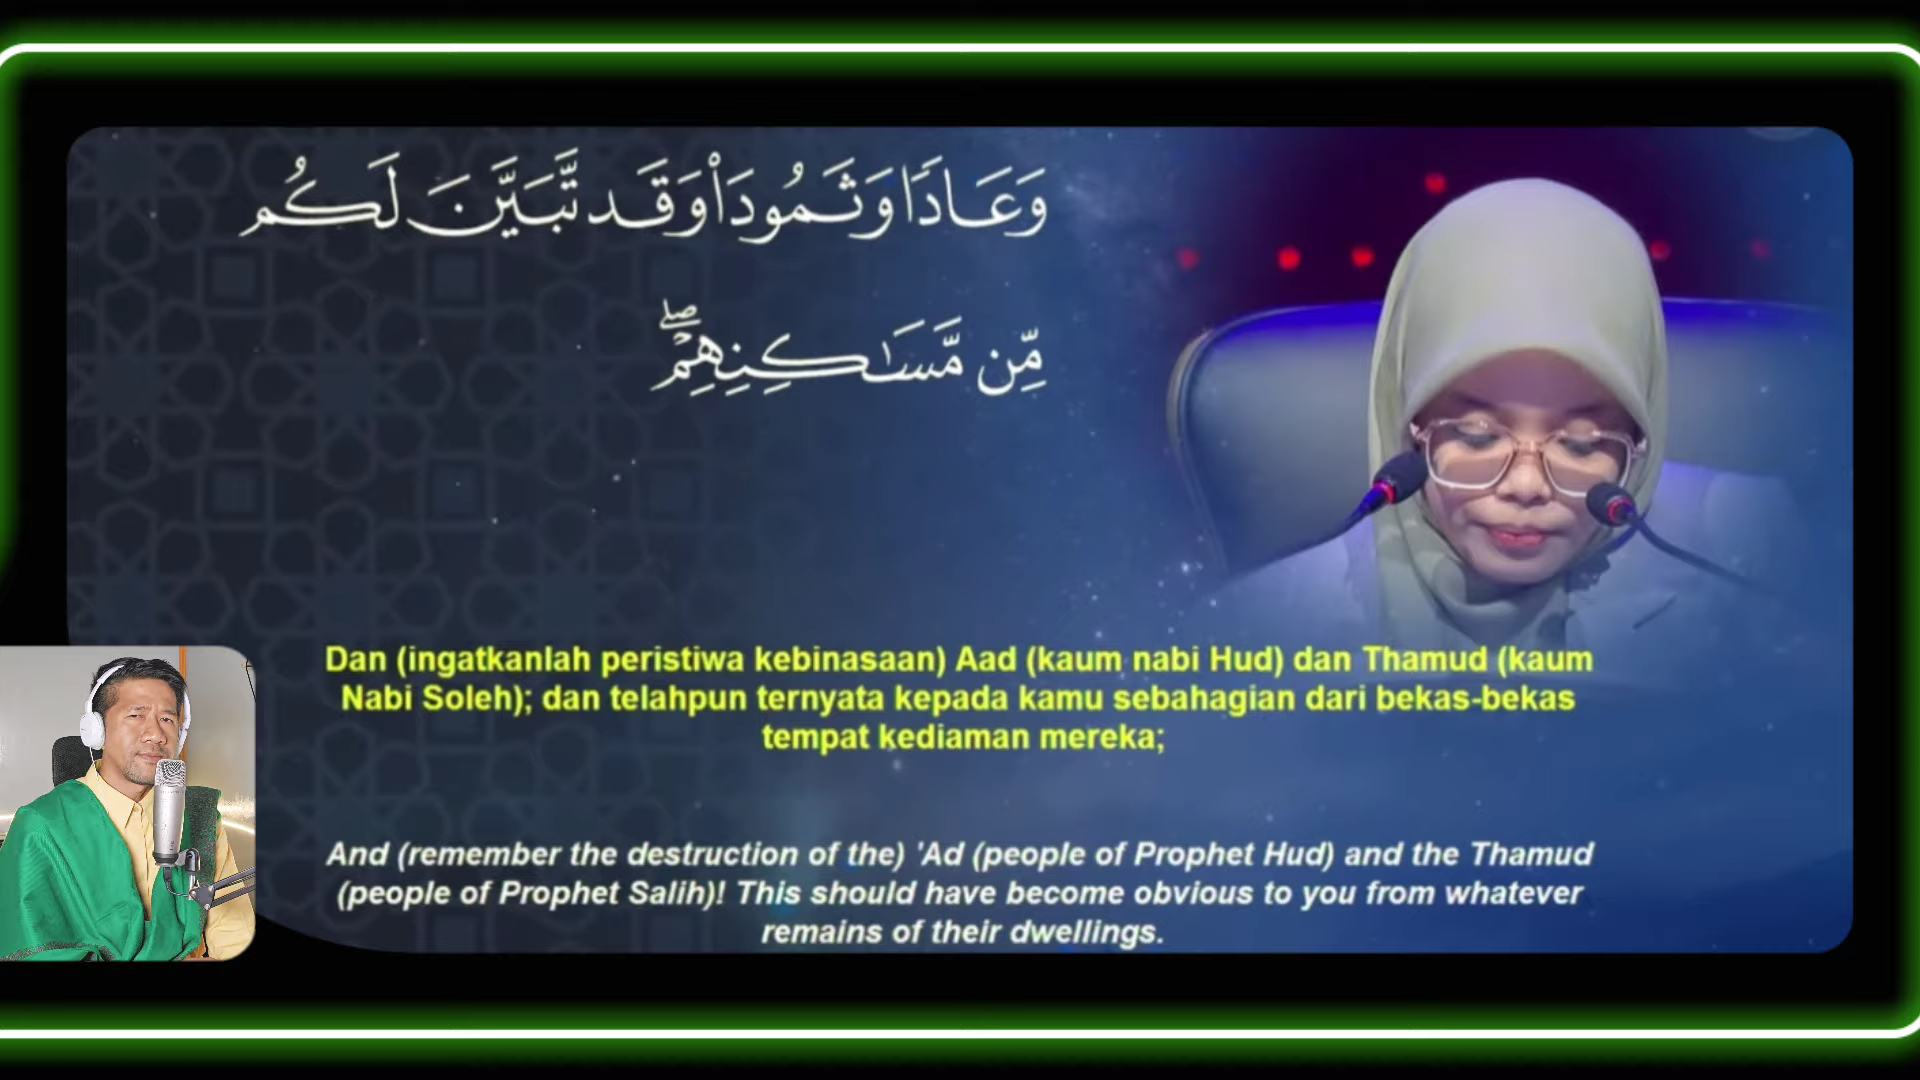 وَعَادًا وَثَمُودَا۟ وَقَد تَّبَيَّنَ لَكُم
مِّن مَّسَـٰكِنِهِمْ ۖ
Dan (ingatkanlah peristiwa kebinasaan) Aad (kaum nabi Hud) dan Thamud (kaum
Nabi Soleh); dan telahpun ternyata kepada kamu sebahagian dari bekas-bekas
tempat kediaman mereka;
And (remember the destruction of the) 'Ad (people of Prophet Hud) and the Thamud
(people of Prophet Salih)! This should have become obvious to you from whatever
remains of their dwellings.